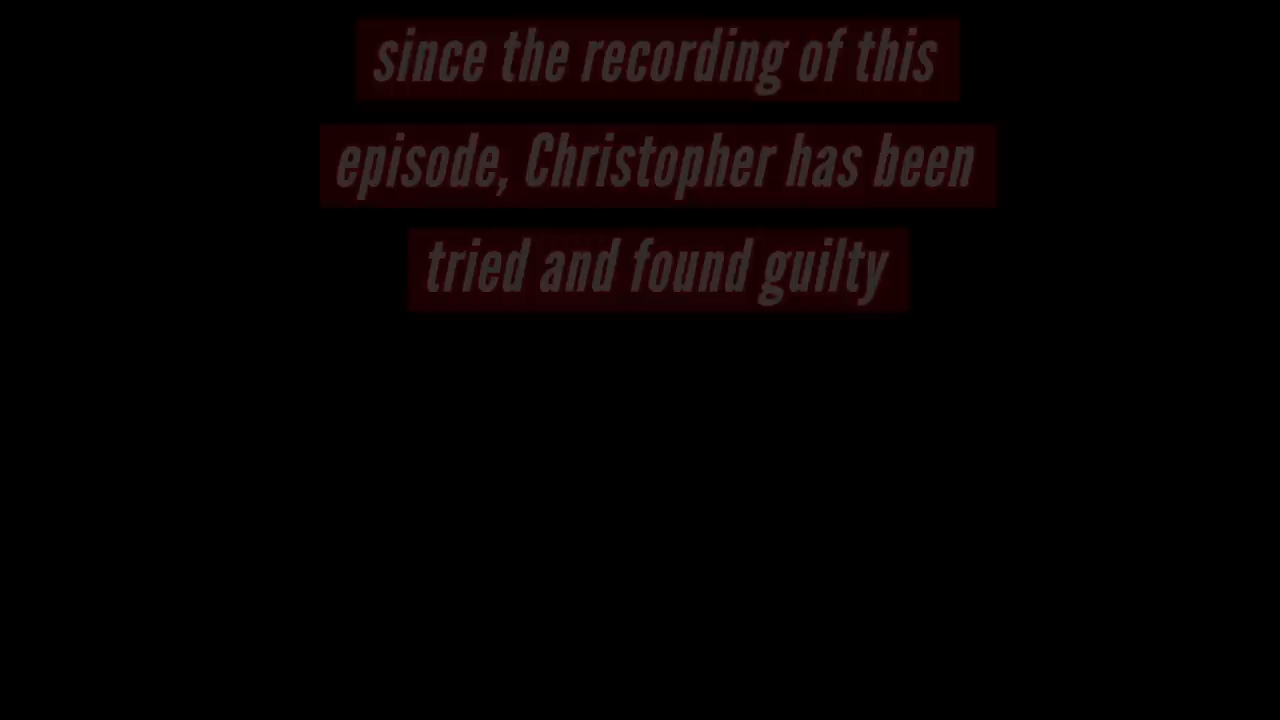 since the recording of this
episode, Christopher has been
tried and found guilty